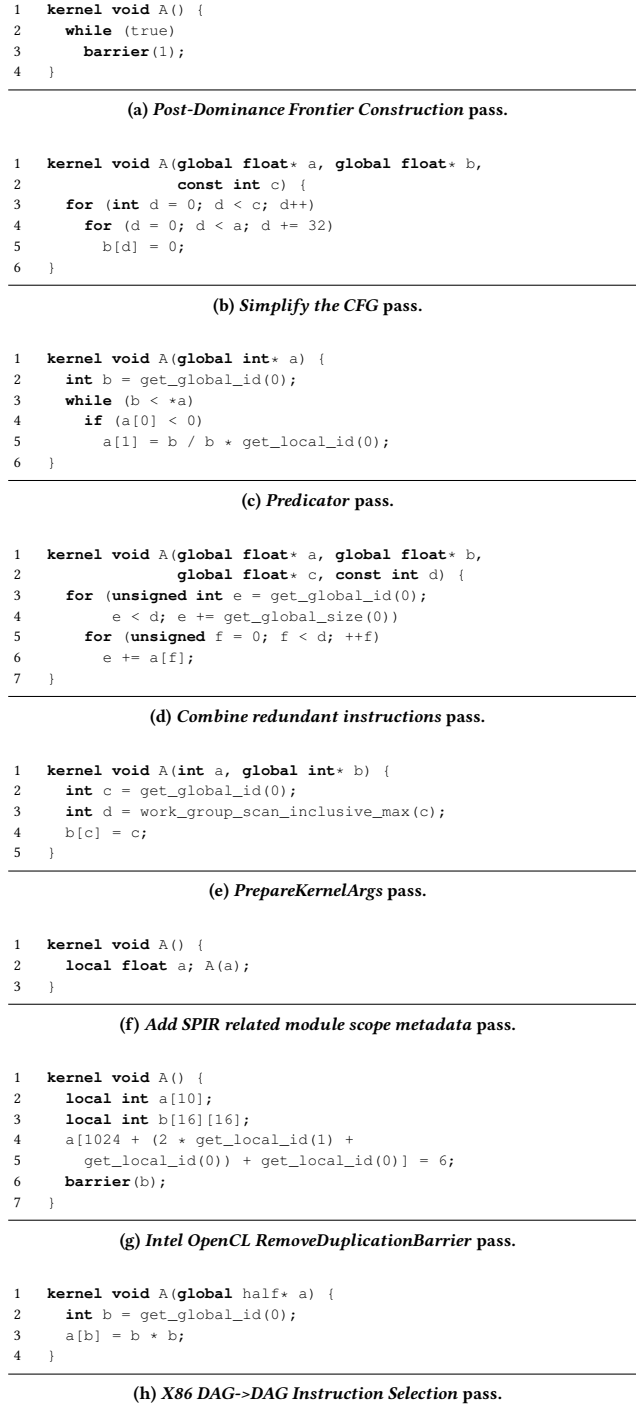 1 kernel void A() {
2   while (true)
3     barrier(1);
4 }
(a) Post-Dominance Frontier Construction pass.
1 kernel void A(global float* a, global float* b,
2               const int c) {
3   for (int d = 0; d < c; d++)
4     for (d = 0; d < a; d += 32)
5       b[d] = 0;
6 }
(b) Simplify the CFG pass.
1 kernel void A(global int* a) {
2   int b = get_global_id(0);
3   while (b < *a)
4     if (a[0] < 0)
5       a[1] = b / b * get_local_id(0);
6 }
(c) Predicator pass.
1 kernel void A(global float* a, global float* b,
2               global float* c, const int d) {
3   for (unsigned int e = get_global_id(0);
4        e < d; e += get_global_size(0))
5     for (unsigned f = 0; f < d; ++f)
6       e += a[f];
7 }
(d) Combine redundant instructions pass.
1 kernel void A(int a, global int* b) {
2   int c = get_global_id(0);
3   int d = work_group_scan_inclusive_max(c);
4   b[c] = c;
5 }
(e) PrepareKernelArgs pass.
1 kernel void A() {
2   local float a; A(a);
3 }
(f) Add SPIR related module scope metadata pass.
1 kernel void A() {
2   local int a[10];
3   local int b[16][16];
4   a[1024 + (2 * get_local_id(1) +
5     get_local_id(0)) + get_local_id(0)] = 6;
6   barrier(b);
7 }
(g) Intel OpenCL RemoveDuplicationBarrier pass.
1 kernel void A(global half* a) {
2   int b = get_global_id(0);
3   a[b] = b * b;
4 }
(h) X86 DAG->DAG Instruction Selection pass.